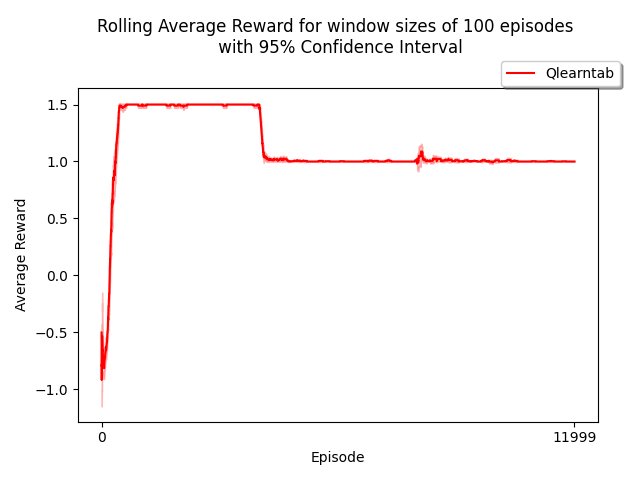 Rolling Average Reward for window sizes of 100 episodes
with 95% Confidence Interval
Qlearntab
1.5
1.0
0.5
0.0
−0.5
−1.0
Average Reward
0
11999
Episode